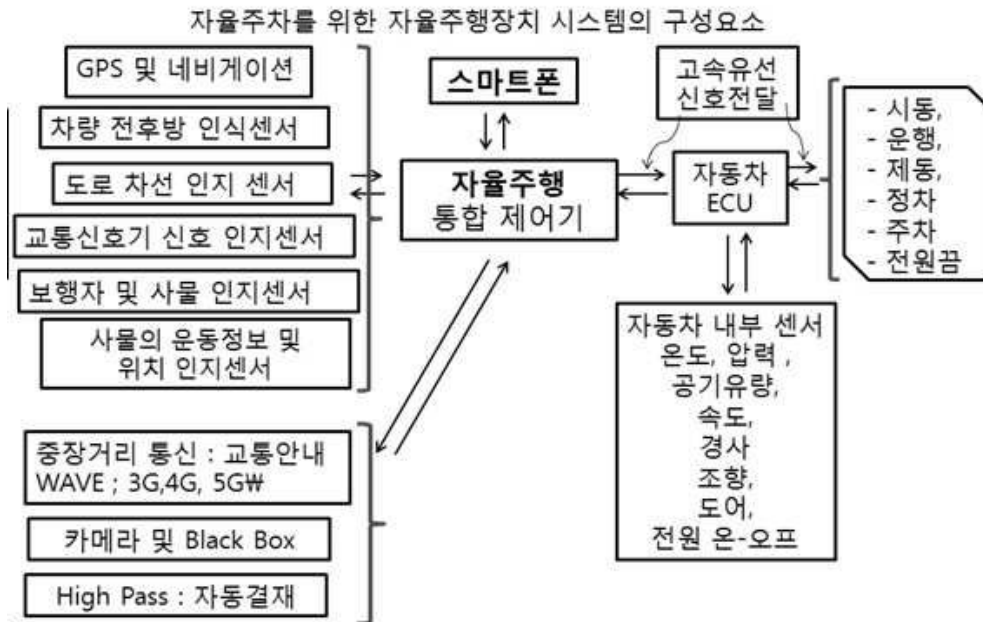 자율주차를 위한 자율주행장치 시스템의 구성요소
GPS 및 네비게이션
차량 전후방 인식센서
도로 차선 인지 센서
교통신호기 신호 인지센서
보행자 및 사물 인지센서
사물의 운동정보 및
위치 인지센서
중장거리 통신 : 교통안내
WAVE ; 3G,4G, 5G₩
카메라 및 Black Box
High Pass : 자동결재
스마트폰
자율주행
통합 제어기
고속유선
신호전달
자동차
ECU
자동차 내부 센서
온도, 압력 ,
공기유량,
속도,
경사
조향,
도어,
전원 온-오프
- 시동,
- 운행,
- 제동,
- 정차
- 주차
- 전원끔